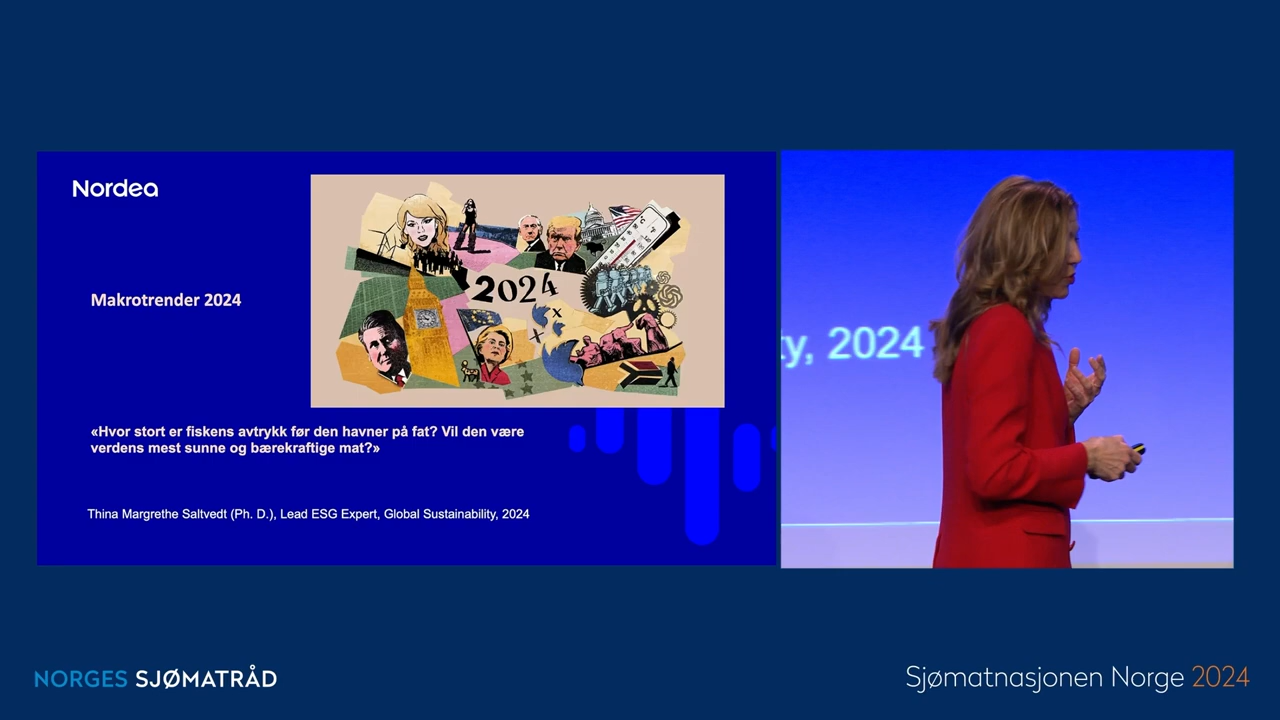 Nordea
2024
Makrotrender 2024
«Hvor stort er fiskens avtrykk før den havner på fat? Vil den være
verdens mest sunne og bærekraftige mat?»
Thina Margrethe Saltvedt (Ph. D.), Lead ESG Expert, Global Sustainability, 2024
ty, 2024
NORGES SJØMATRÅD
Sjømatnasjonen Norge 2024